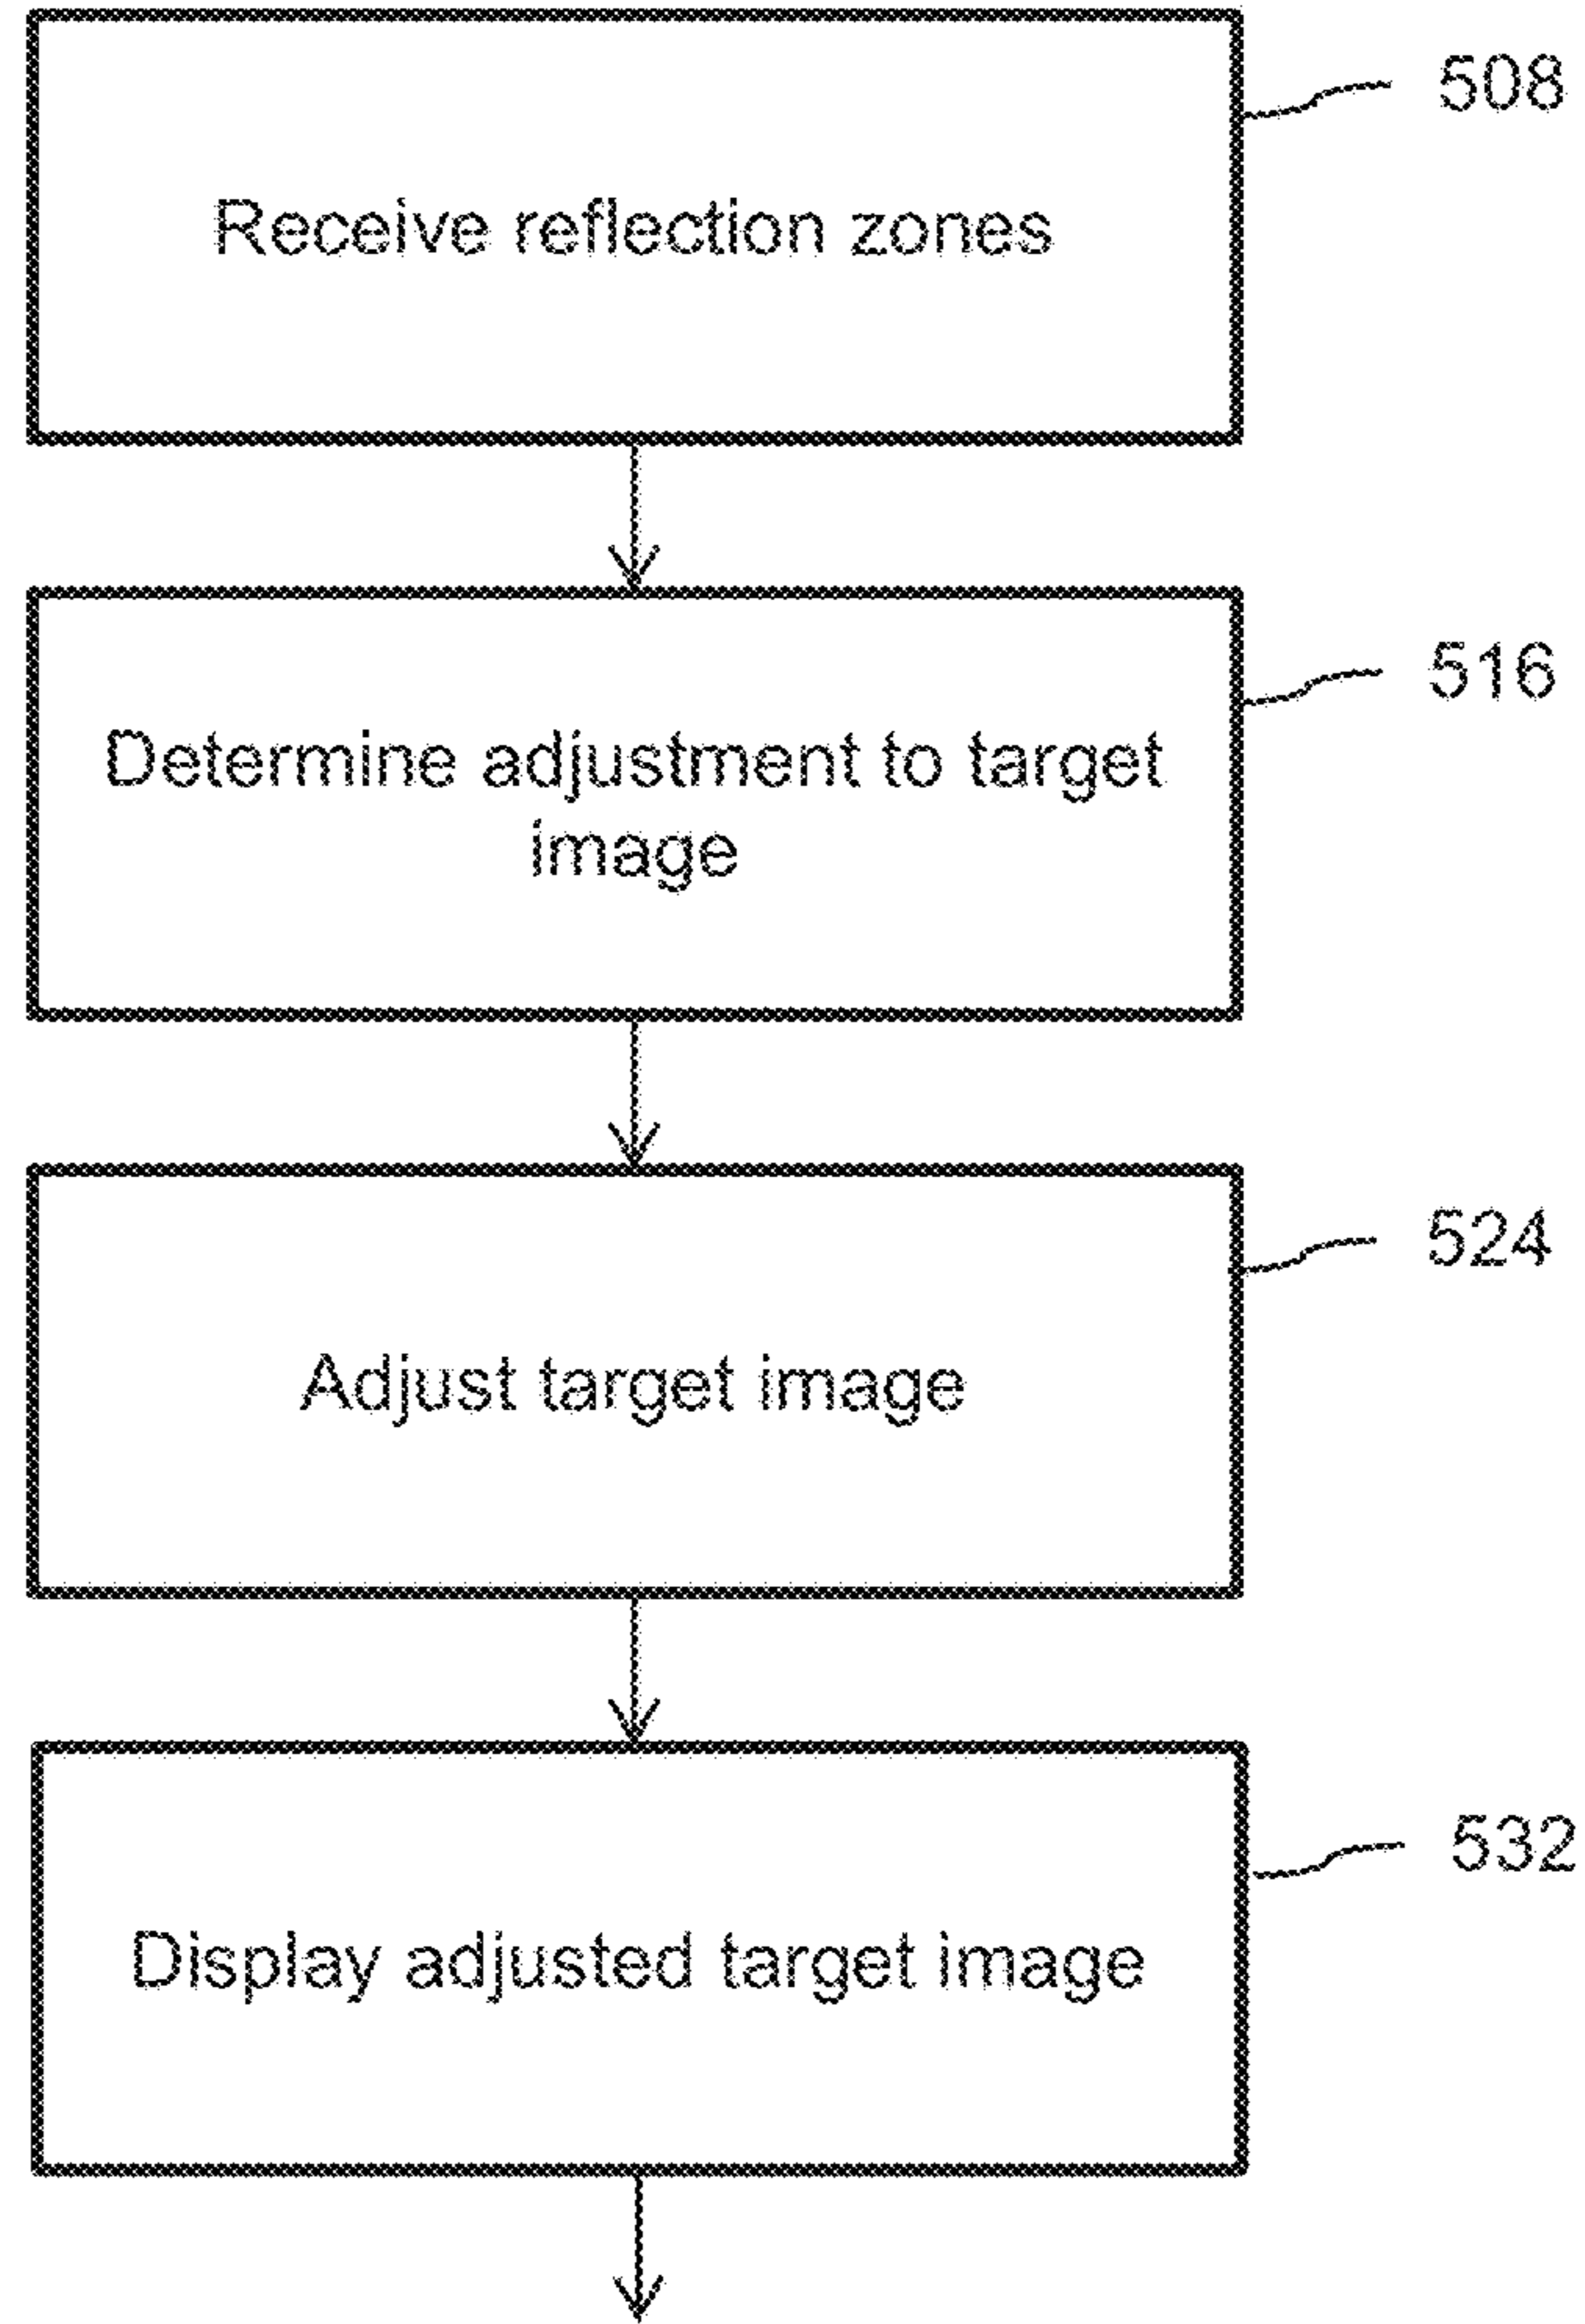 508
Receive reflection zones
516
Determine adjustment to target
image
524
Adjust target image
532
Display adjusted target image